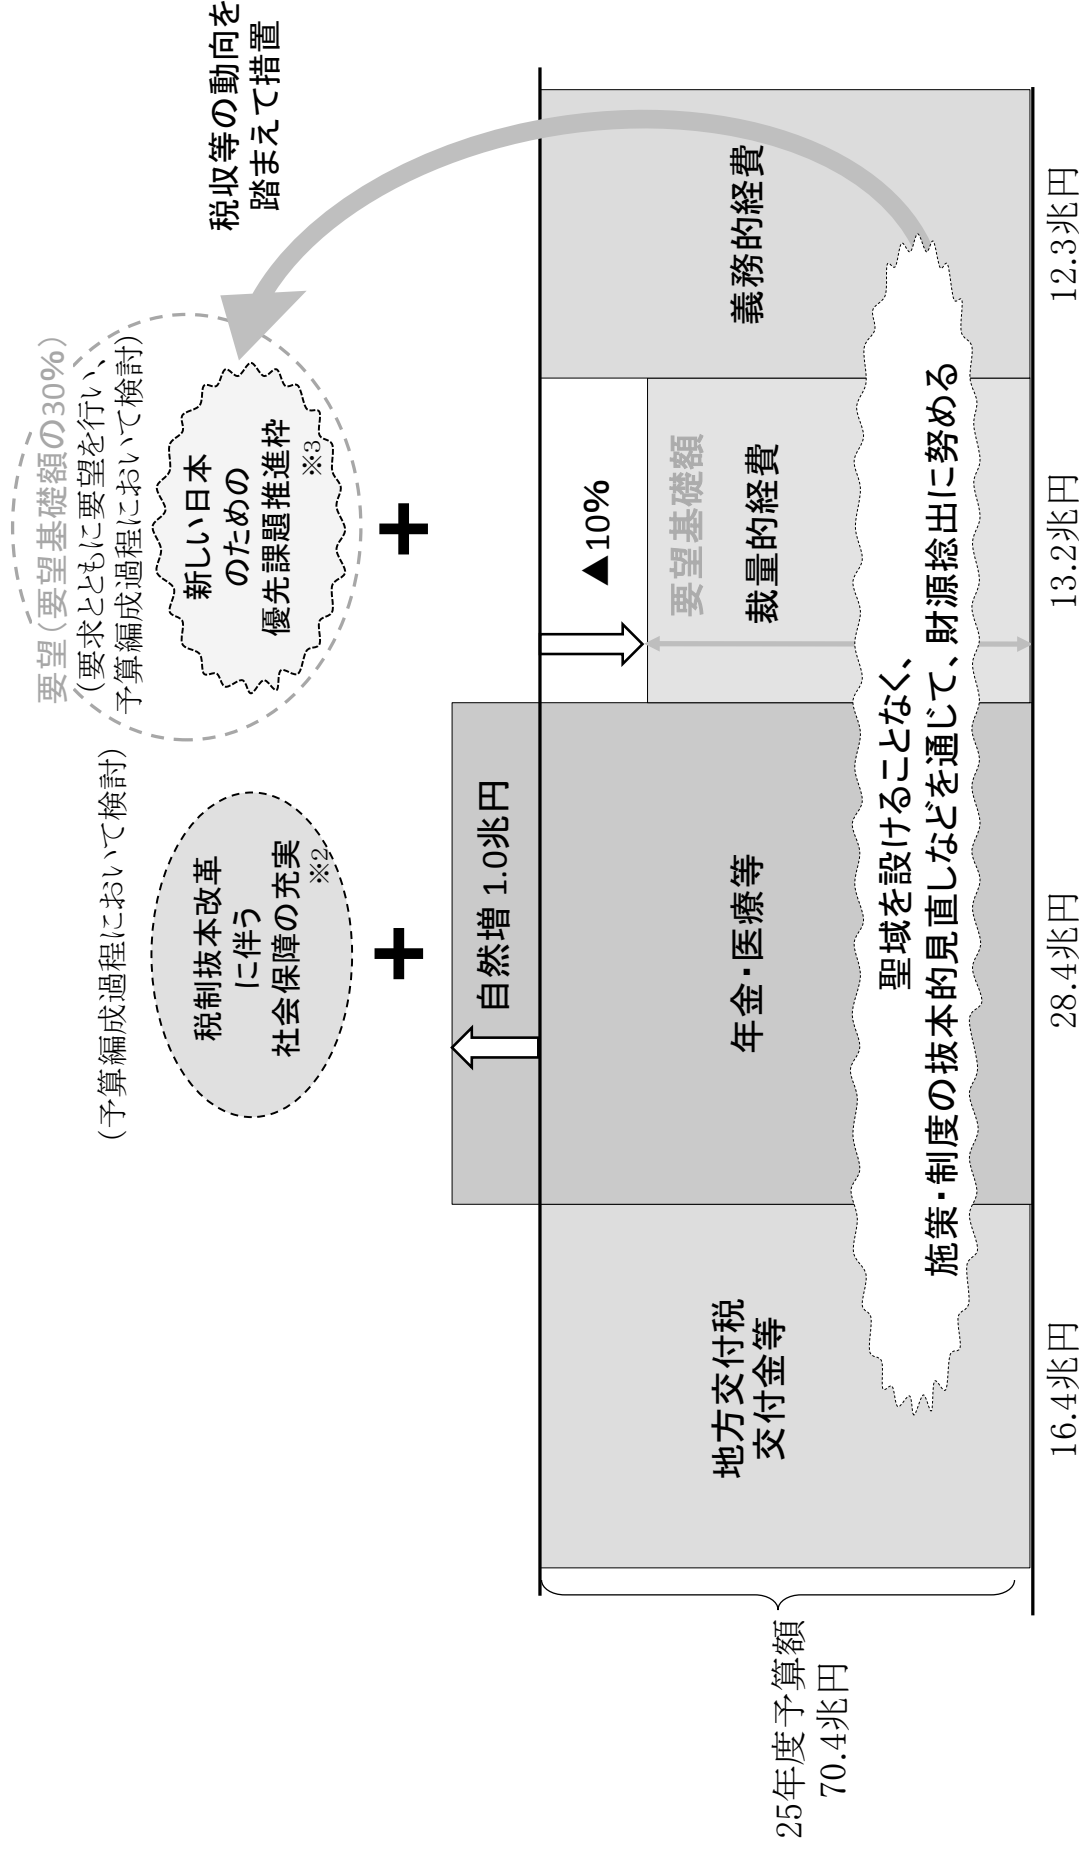 要望（要望基礎額の30%）
（要求とともに要望を行い、
予算編成過程において検討）
（予算編成過程において検討）
税制抜本改革
に伴う
社会保障の充実
※2
新しい日本
のための
優先課題推進枠
※3
税収等の動向を
踏まえて措置
+
+
自然増 1.0兆円
▲10%
25年度予算額
70.4兆円
地方交付税
交付金等
年金・医療等
要望基礎額
裁量的経費
義務的経費
聖域を設けることなく、
施策・制度の抜本的見直しなどを通じて、財源捻出に努める
16.4兆円
28.4兆円
13.2兆円
12.3兆円